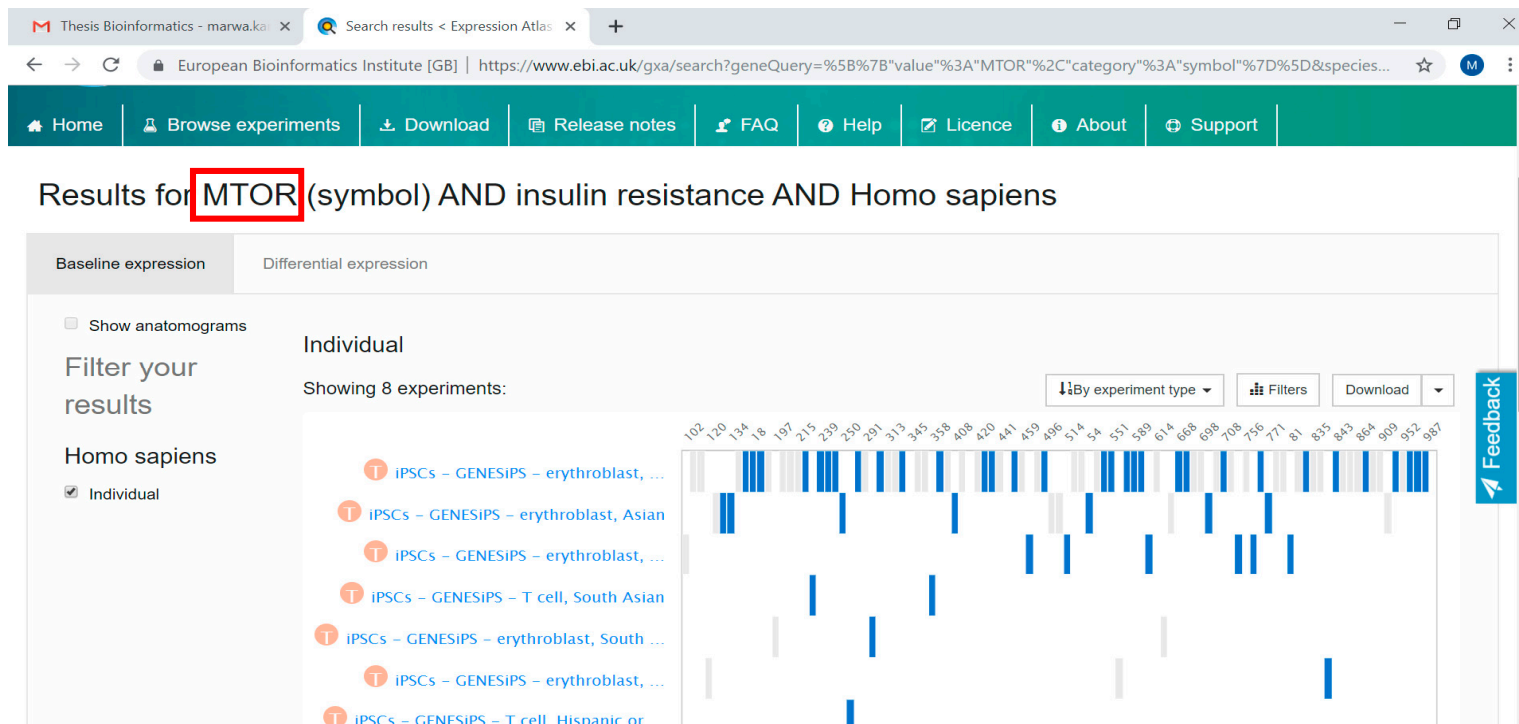 Thesis Bioinformatics - marwa.ka
Search results < Expression Atlas
European Bioinformatics Institute [GB] | https://www.ebi.ac.uk/gxa/search?geneQuery=%5B%7B"value"%3A"MTOR"%2C"category"%3A"symbol"%7D%5D&species...
M
Home Browse experiments Download Release notes FAQ Help Licence About Support
Results for MTOR (symbol) AND insulin resistance AND Homo sapiens
Baseline expression Differential expression
Show anatomograms
Filter your
results
Homo sapiens
Individual
Individual
Showing 8 experiments:
By experiment type Filters Download
102 120 134 18 197 215 239 250 291 313 345 358 408 420 441 459 496 514 54 551 589 614 668 698 708 756 771 81 835 843 864 909 952 987
T iPSCs – GENESiPS – erythroblast, ...
T iPSCs – GENESiPS – erythroblast, Asian
T iPSCs – GENESiPS – erythroblast, ...
T iPSCs – GENESiPS – T cell, South Asian
T iPSCs – GENESiPS – erythroblast, South ...
T iPSCs – GENESiPS – erythroblast, ...
T iPSCs – GENESiPS – T cell, Hispanic or ...
Feedback